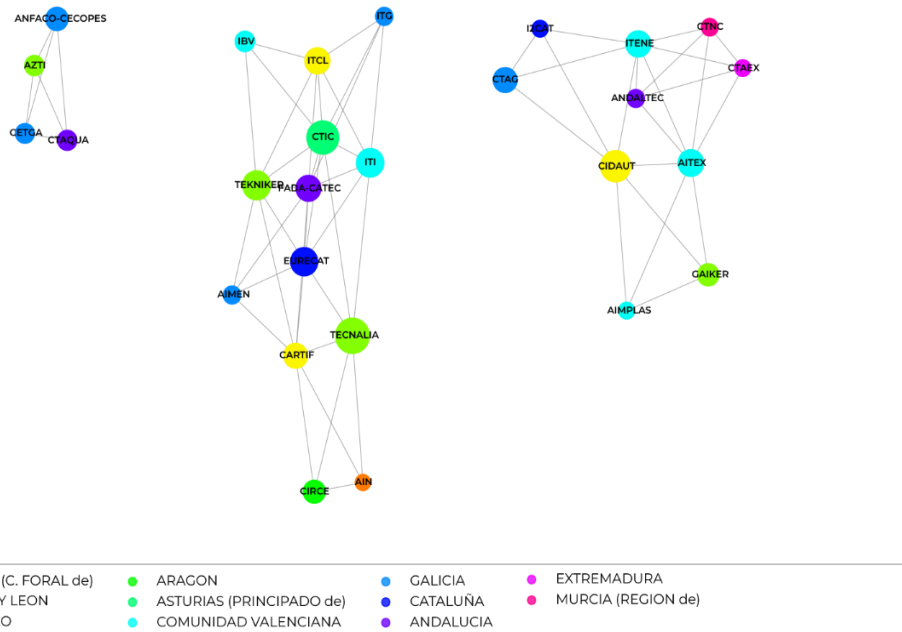 ANFACO-CECOPES
AZTI
CETGA
CTAQUA
ITG
IBV
ITCL
CTIC
ITI
TEKNIKER
FADA-CATEC
EURECAT
AIMEN
TECNALIA
CARTIF
CIRCE
AIN
I2CAT
CTNC
ITENE
CTAEX
CTAG
ANDALTEC
CIDAUT
AITEX
GAIKER
AIMPLAS
(C. FORAL de)
ARAGON
GALICIA
EXTREMADURA
Y LEON
ASTURIAS (PRINCIPADO de)
CATALUÑA
MURCIA (REGION de)
O
COMUNIDAD VALENCIANA
ANDALUCIA